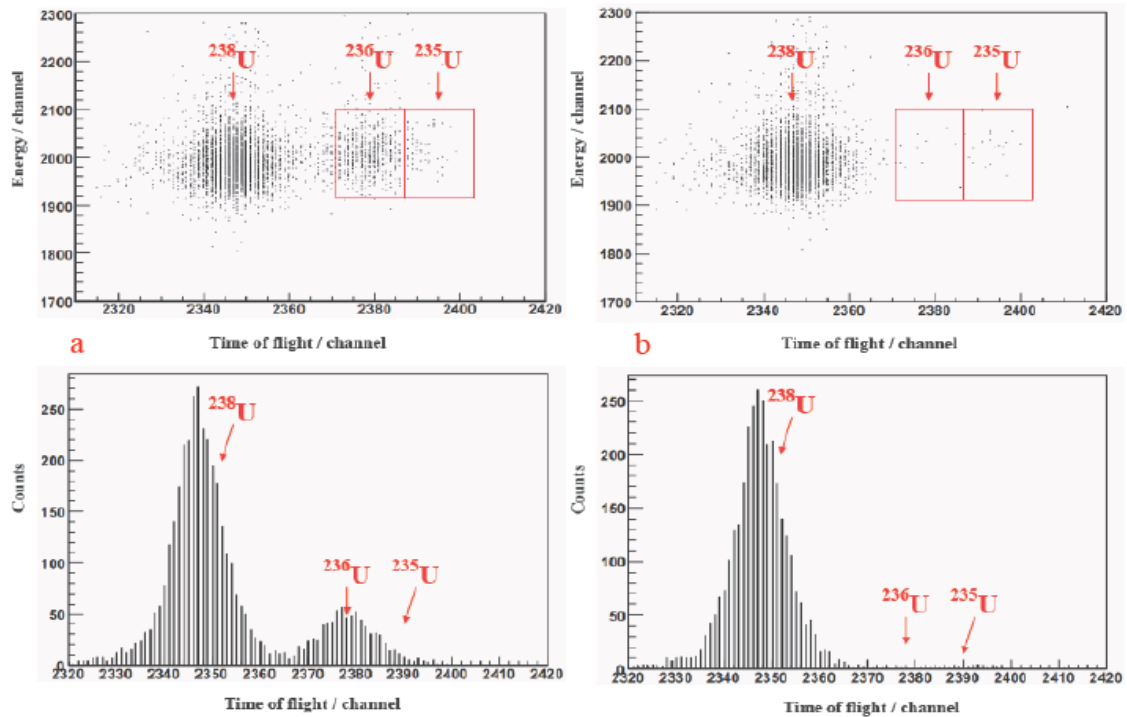 2300
2200
2100
2000
1900
1800
1700
Energy / channel
²³⁸U
²³⁶U
²³⁵U
2320 2340 2360 2380 2400 2420
a
Time of flight / channel
2300
2200
2100
2000
1900
1800
1700
Energy / channel
²³⁸U
²³⁶U
²³⁵U
2320 2340 2360 2380 2400 2420
b
Time of flight / channel
250
200
150
100
50
0
Counts
²³⁸U
²³⁶U
²³⁵U
2320 2330 2340 2350 2360 2370 2380 2390 2400 2410 2420
Time of flight / channel
250
200
150
100
50
0
Counts
²³⁸U
²³⁶U
²³⁵U
2320 2330 2340 2350 2360 2370 2380 2390 2400 2410 2420
Time of flight / channel